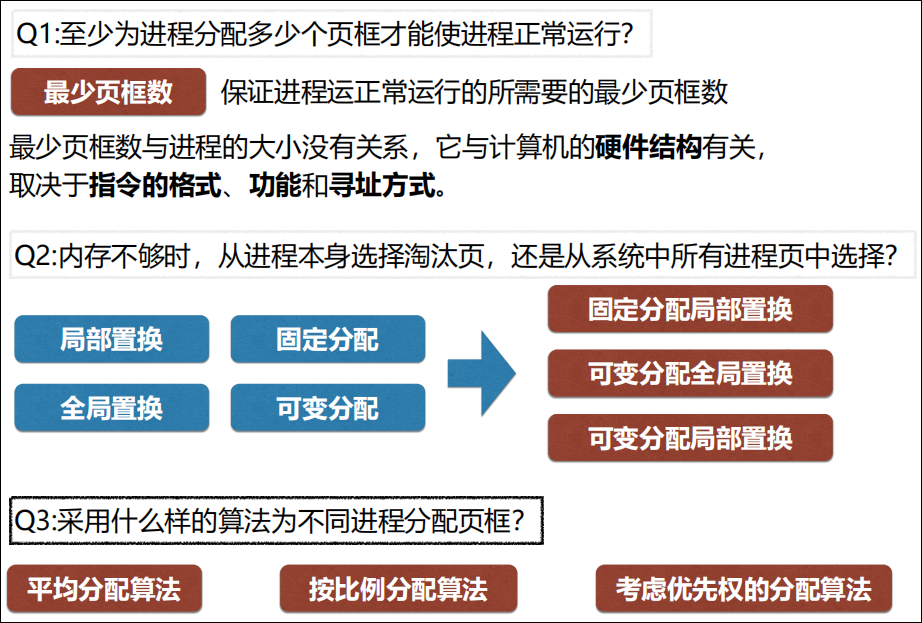 Q1:至少为进程分配多少个页框才能使进程正常运行？
最少页框数 保证进程运正常运行的所需要的最少页框数
最少页框数与进程的大小没有关系，它与计算机的硬件结构有关，
取决于指令的格式、功能和寻址方式。
Q2:内存不够时，从进程本身选择淘汰页，还是从系统中所有进程页中选择？
局部置换 固定分配
全局置换 可变分配
固定分配局部置换
可变分配全局置换
可变分配局部置换
Q3:采用什么样的算法为不同进程分配页框？
平均分配算法 按比例分配算法 考虑优先权的分配算法